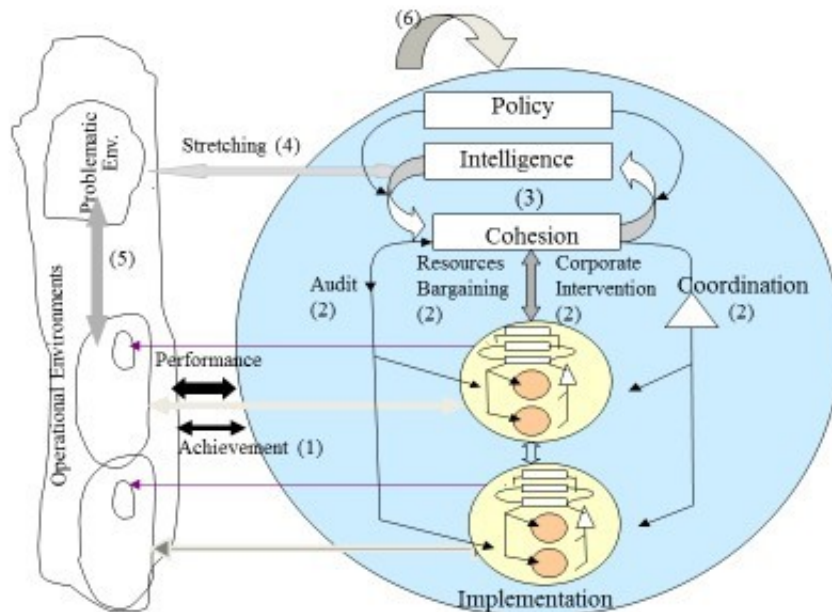 (6)
Policy
Problematic
Env.
Stretching (4)
Intelligence
(3)
Cohesion
(5)
Operational Environments
Audit
(2)
Resources
Bargaining
(2)
Corporate
Intervention
(2)
Coordination
(2)
Performance
Achievement (1)
Implementation